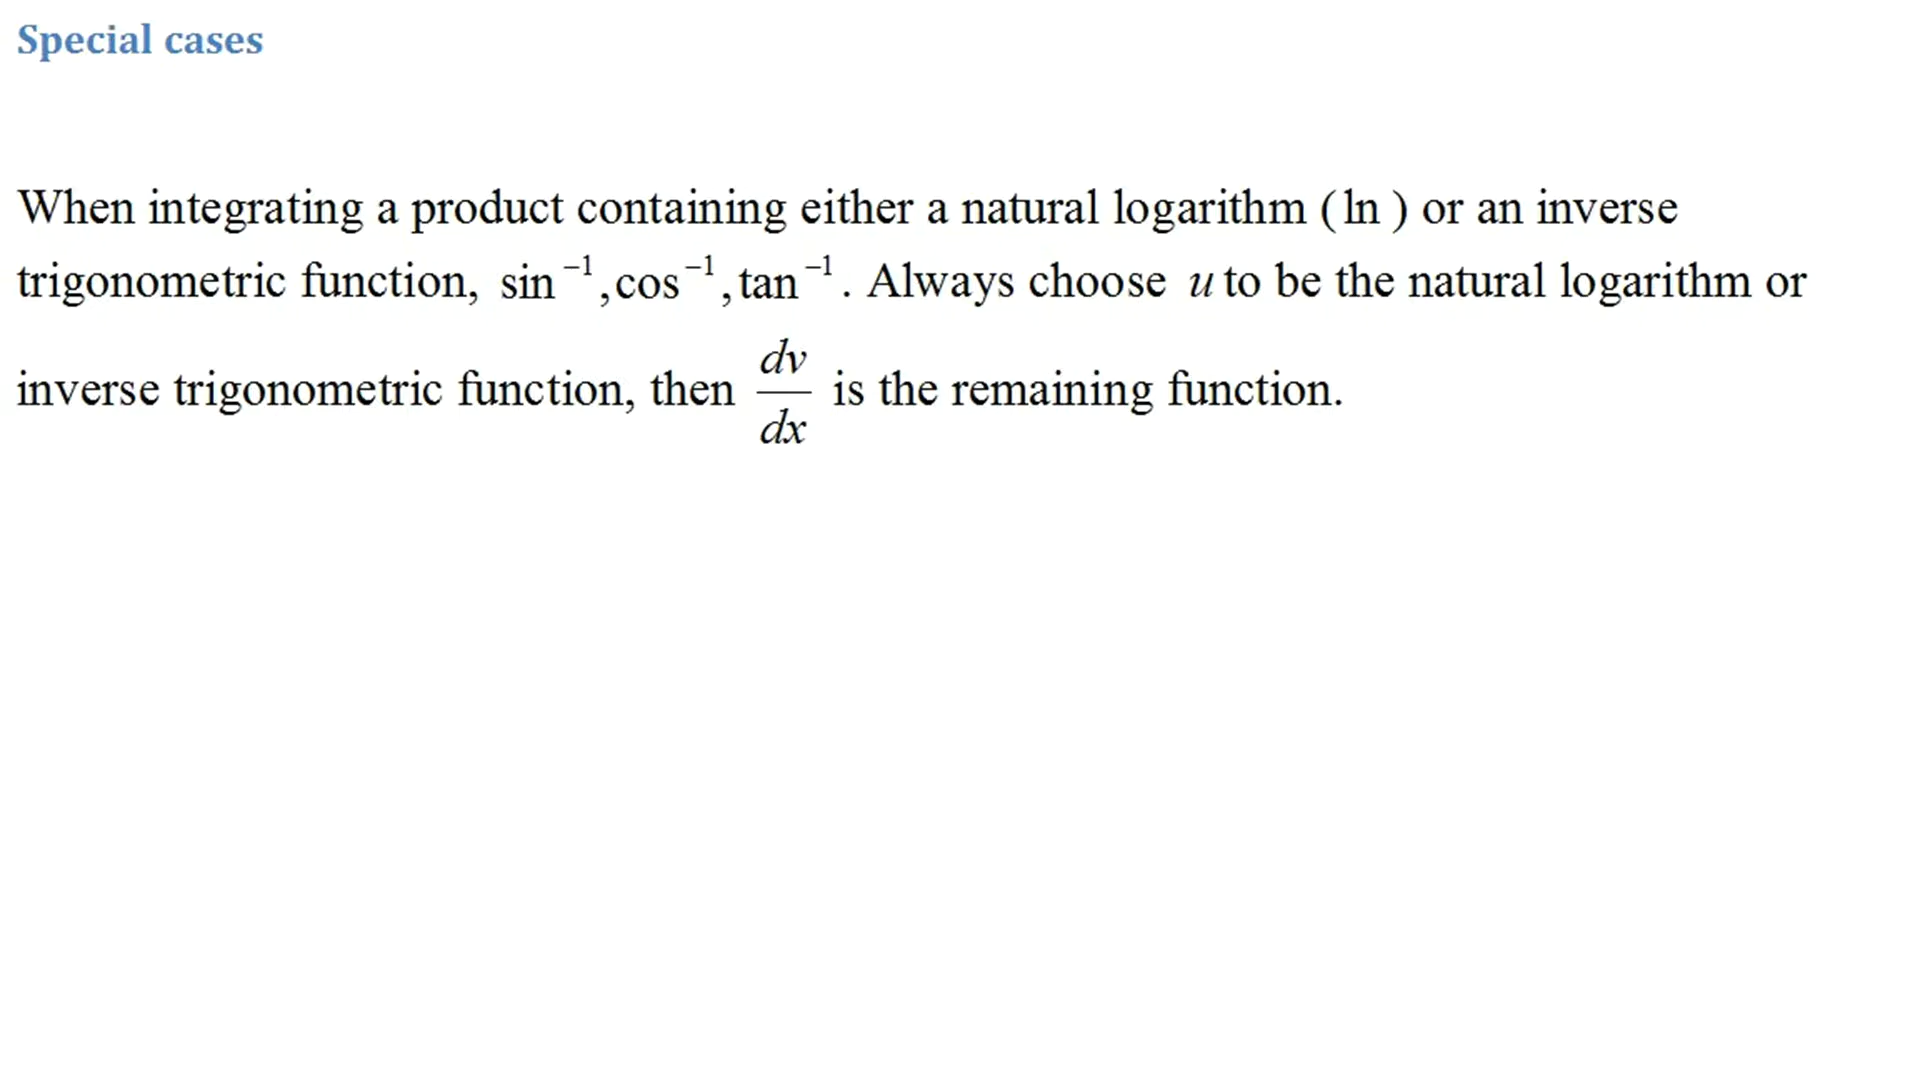 Special cases
When integrating a product containing either a natural logarithm ( ln ) or an inverse
trigonometric function, sin⁻¹, cos⁻¹, tan⁻¹. Always choose u to be the natural logarithm or
inverse trigonometric function, then dv/dx is the remaining function.